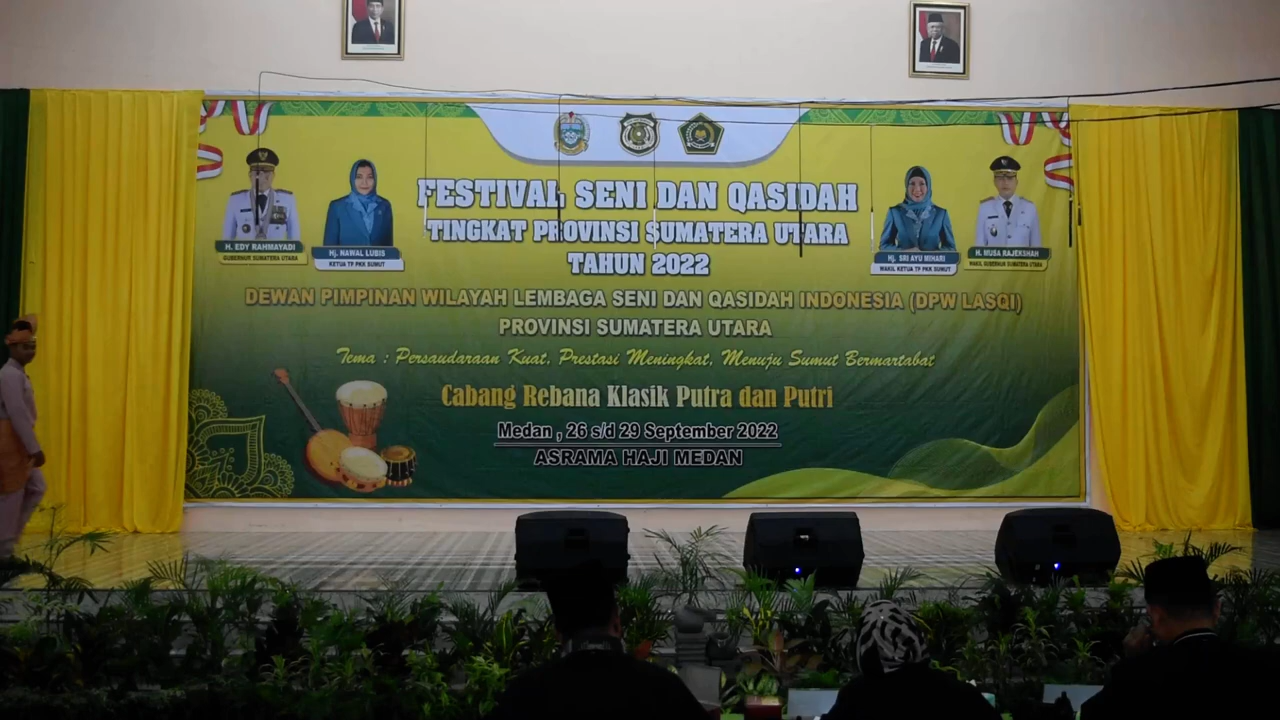 FESTIVAL SENI DAN QASIDAH
TINGKAT PROVINSI SUMATERA UTARA
TAHUN 2022
H. EDY RAHMAYADI
GUBERNUR SUMATERA UTARA
Hj. NAWAL LUBIS
KETUA TP PKK SUMUT
Hj. SRI AYU MIHARI
WAKIL KETUA TP PKK SUMUT
H. MUSA RAJEKSHAH
WAKIL GUBERNUR SUMATERA UTARA
DEWAN PIMPINAN WILAYAH LEMBAGA SENI DAN QASIDAH INDONESIA (DPW LASQI)
PROVINSI SUMATERA UTARA
Tema : Persaudaraan Kuat, Prestasi Meningkat, Menuju Sumut Bermartabat
Cabang Rebana Klasik Putra dan Putri
Medan , 26 s/d 29 September 2022
ASRAMA HAJI MEDAN